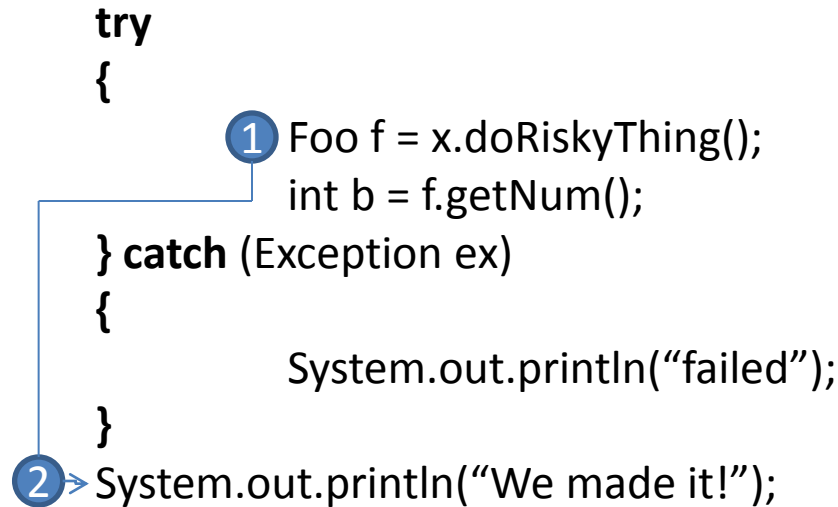 try
{
1 Foo f = x.doRiskyThing();
int b = f.getNum();
} catch (Exception ex)
{
System.out.println(“failed”);
}
2 System.out.println(“We made it!”);